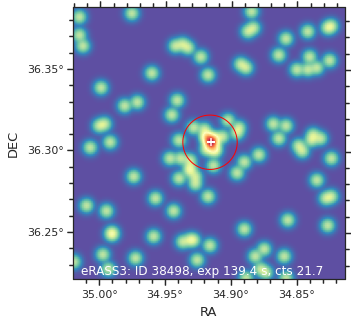 DEC
36.35°
36.30°
36.25°
eRASS3: ID 38498, exp 139.4 s, cts 21.7
35.00° 34.95° 34.90° 34.85°
RA